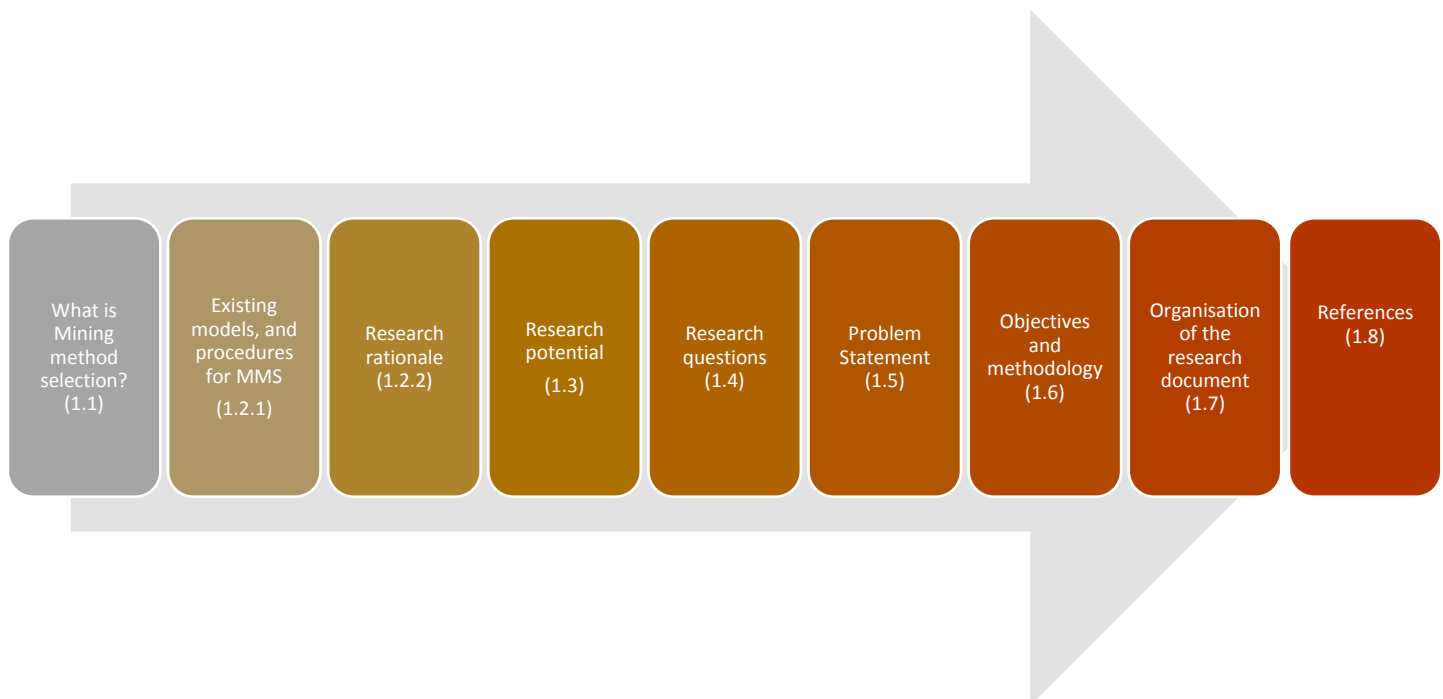 What is
Mining
method
selection?
(1.1)
Existing
models, and
procedures
for MMS
(1.2.1)
Research
rationale
(1.2.2)
Research
potential
(1.3)
Research
questions
(1.4)
Problem
Statement
(1.5)
Objectives
and
methodology
(1.6)
Organisation
of the
research
document
(1.7)
References
(1.8)